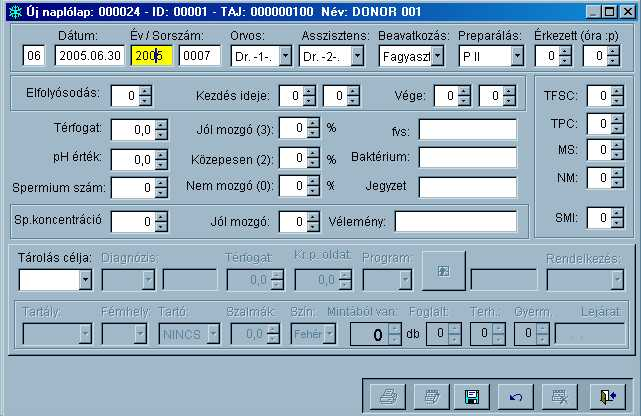 Új naplólap: 000024 - ID: 00001 - TAJ: 000000100 Név: DONOR 001
Dátum: Év / Sorszám: Orvos: Asszisztens: Beavatkozás: Preparálás: Érkezett (óra :p)
06 2005.06.30 2005 0007 Dr. -1-. Dr. -2-. Fagyaszt P II 0 0
Elfolyósodás: 0 Kezdés ideje: 0 0 Vége: 0 0 TFSC: 0
Térfogat: 0,0 Jól mozgó (3): 0 % fvs: TPC: 0
pH érték: 0,0 Közepesen (2): 0 % Baktérium: MS: 0
Spermium szám: 0 Nem mozgó (0): 0 % Jegyzet NM: 0
Sp.koncentráció 0 Jól mozgó: 0 Vélemény: SMI: 0
Tárolás célja: Diagnózis: Térfogat: Kr.p. oldat: Program: Rendelkezés:
0,0 0,0
Tartály: Fémhely: Tartó: Szalmák: Szín: Mintából van: Foglalt: Terh.: Gyerm. Lejárat:
NINCS 0,0 Fehér 0 db 0 0 0 . .